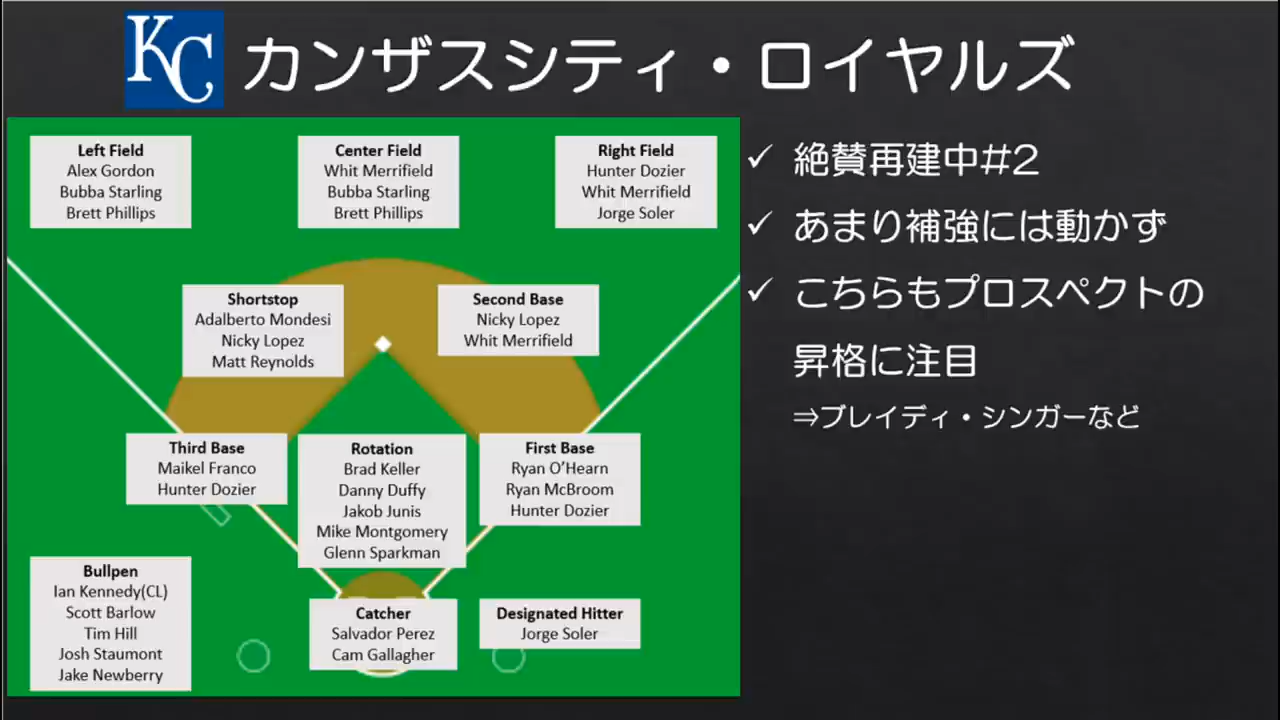 KC カンザスシティ・ロイヤルズ
Left Field
Alex Gordon
Bubba Starling
Brett Phillips
Center Field
Whit Merrifield
Bubba Starling
Brett Phillips
Right Field
Hunter Dozier
Whit Merrifield
Jorge Soler
Shortstop
Adalberto Mondesi
Nicky Lopez
Matt Reynolds
Second Base
Nicky Lopez
Whit Merrifield
Third Base
Maikel Franco
Hunter Dozier
Rotation
Brad Keller
Danny Duffy
Jakob Junis
Mike Montgomery
Glenn Sparkman
First Base
Ryan O’Hearn
Ryan McBroom
Hunter Dozier
Bullpen
Ian Kennedy(CL)
Scott Barlow
Tim Hill
Josh Staumont
Jake Newberry
Catcher
Salvador Perez
Cam Gallagher
Designated Hitter
Jorge Soler
✓ 絶賛再建中#2
✓ あまり補強には動かず
✓ こちらもプロスペクトの
昇格に注目
⇒ブレイディ・シンガーなど